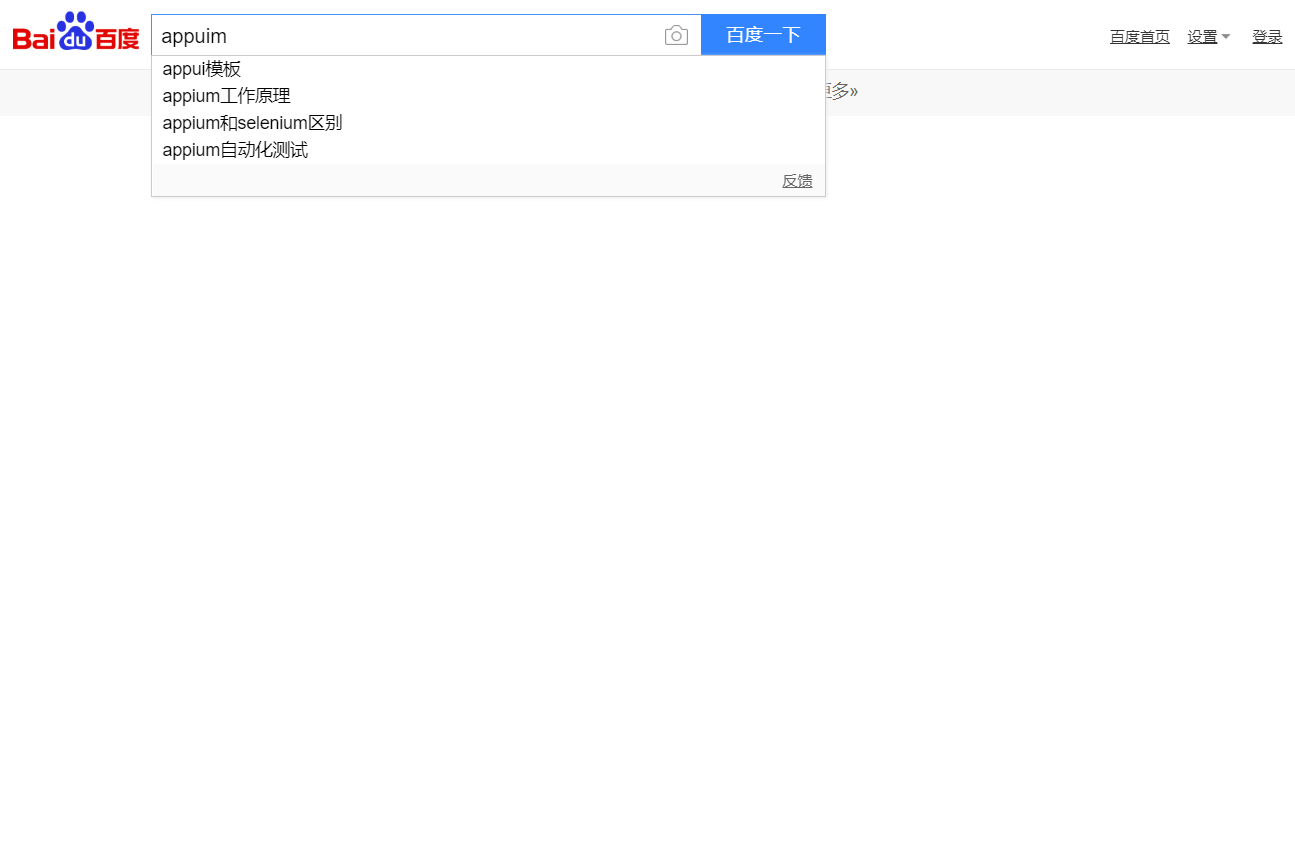 Bai du 百度
appuim
百度一下
百度首页 设置 登录
appui模板
appium工作原理
appium和selenium区别
appium自动化测试
多»
反馈